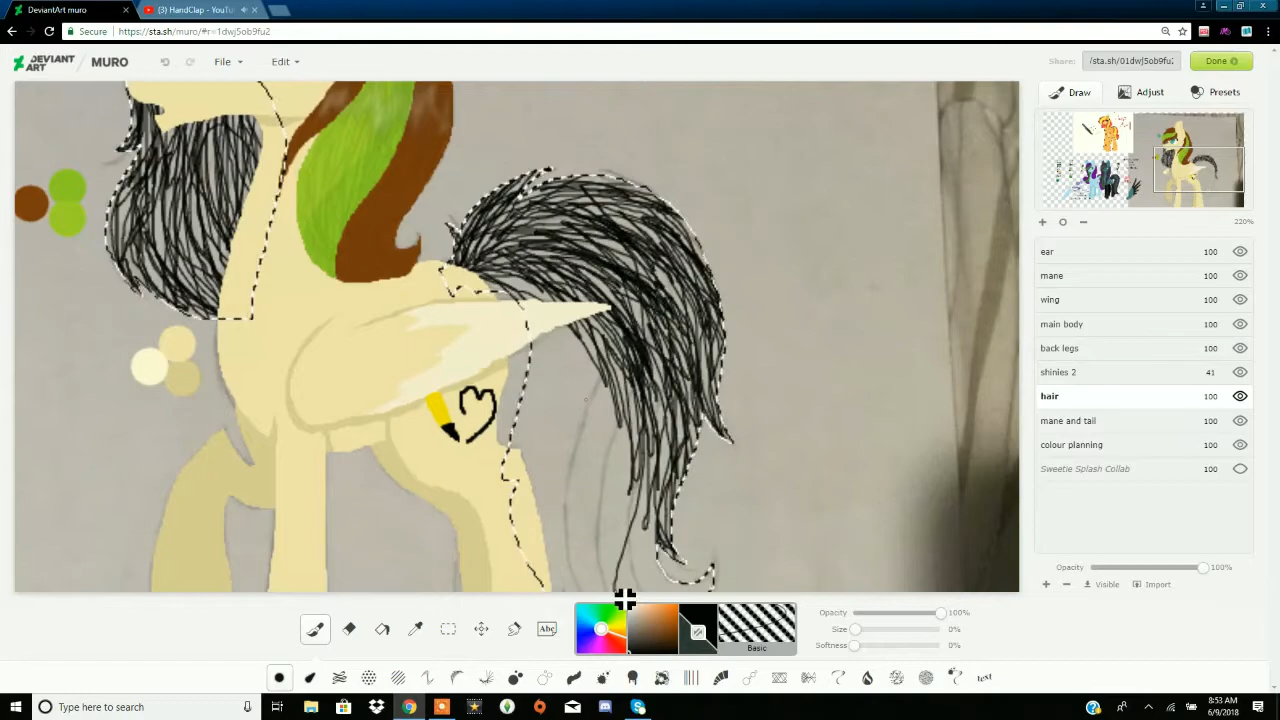 DeviantArt muro
(3) HandClap - YouTu
Secure
https://sta.sh/muro/#r=1dwj5ob9fu2
DEVIANT ART / MURO
File
Edit
Share:
/sta.sh/01dwj5ob9fu2
Done
Draw
Adjust
Presets
220%
ear 100
mane 100
wing 100
main body 100
back legs 100
shinies 2 41
hair 100
mane and tail 100
colour planning 100
Sweetie Splash Collab 100
Opacity 100%
Visible
Import
Abc
Basic
Opacity 100%
Size 0%
Softness 0%
text
Type here to search
8:53 AM
6/9/2018